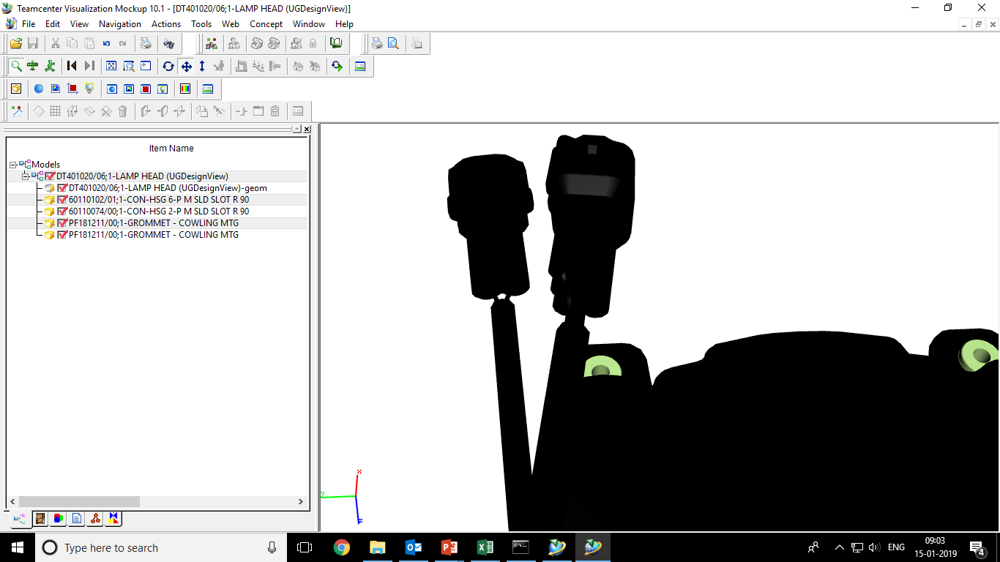 Teamcenter Visualization Mockup 10.1 - [DT401020/06;1-LAMP HEAD (UGDesignView)]
File Edit View Navigation Actions Tools Web Concept Window Help
Item Name
Models
DT401020/06;1-LAMP HEAD (UGDesignView)
DT401020/06;1-LAMP HEAD (UGDesignView)-geom
60110102/01;1-CON-HSG 6-P M SLD SLOT R 90
60110074/00;1-CON-HSG 2-P M SLD SLOT R 90
PF181211/00;1-GROMMET - COWLING MTG
PF181211/00;1-GROMMET - COWLING MTG
x
y
z
Type here to search
ENG
09:03
15-01-2019
4